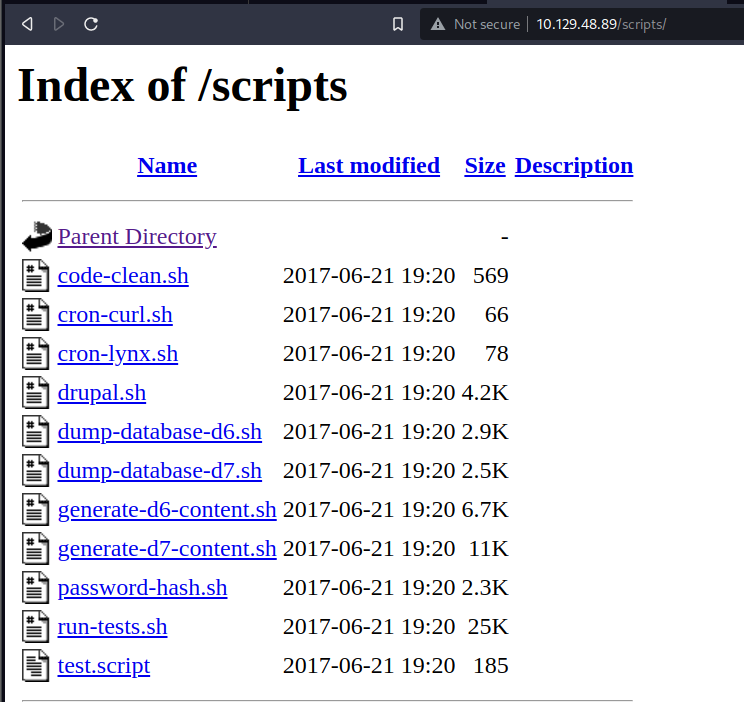 Not secure 10.129.48.89/scripts/
Index of /scripts
Name Last modified Size Description
Parent Directory -
code-clean.sh 2017-06-21 19:20 569
cron-curl.sh 2017-06-21 19:20 66
cron-lynx.sh 2017-06-21 19:20 78
drupal.sh 2017-06-21 19:20 4.2K
dump-database-d6.sh 2017-06-21 19:20 2.9K
dump-database-d7.sh 2017-06-21 19:20 2.5K
generate-d6-content.sh 2017-06-21 19:20 6.7K
generate-d7-content.sh 2017-06-21 19:20 11K
password-hash.sh 2017-06-21 19:20 2.3K
run-tests.sh 2017-06-21 19:20 25K
test.script 2017-06-21 19:20 185